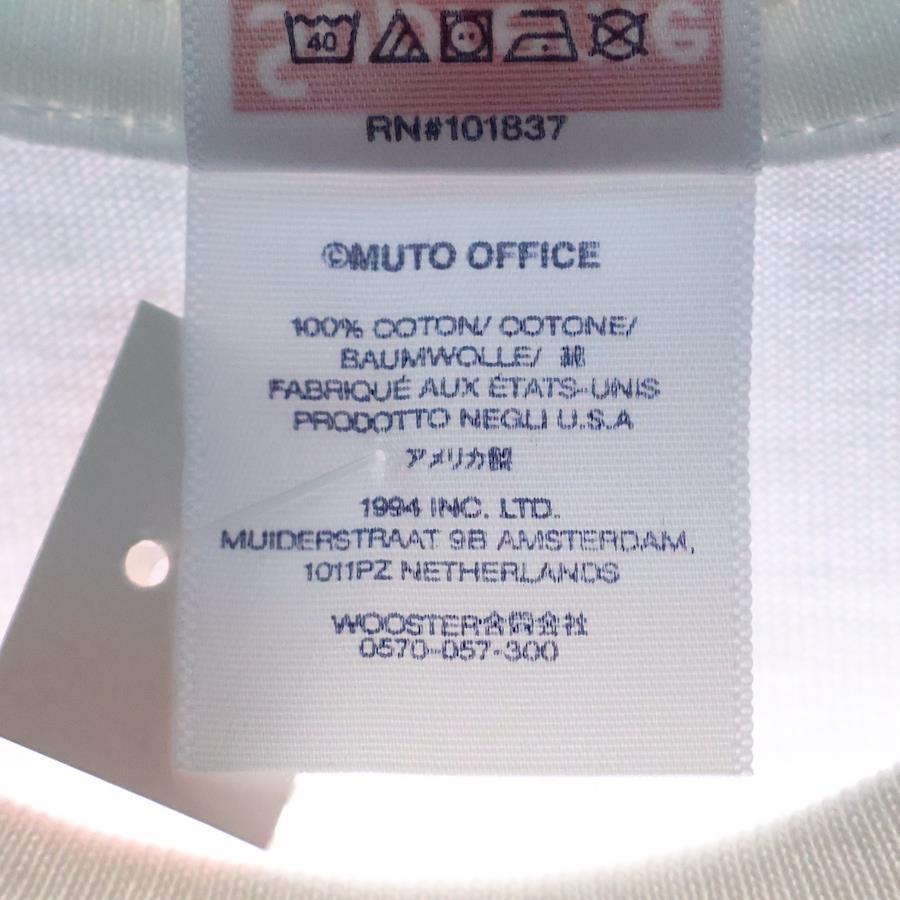 40
RN#101837
©MUTO OFFICE
100% COTON/ COTONE/
BAUMWOLLE/ 綿
FABRIQUÉ AUX ÉTATS-UNIS
PRODOTTO NEGLI U.S.A
アメリカ製
1994 INC. LTD.
MUIDERSTRAAT 9B AMSTERDAM,
1011PZ NETHERLANDS
WOOSTER合同会社
0570-057-300